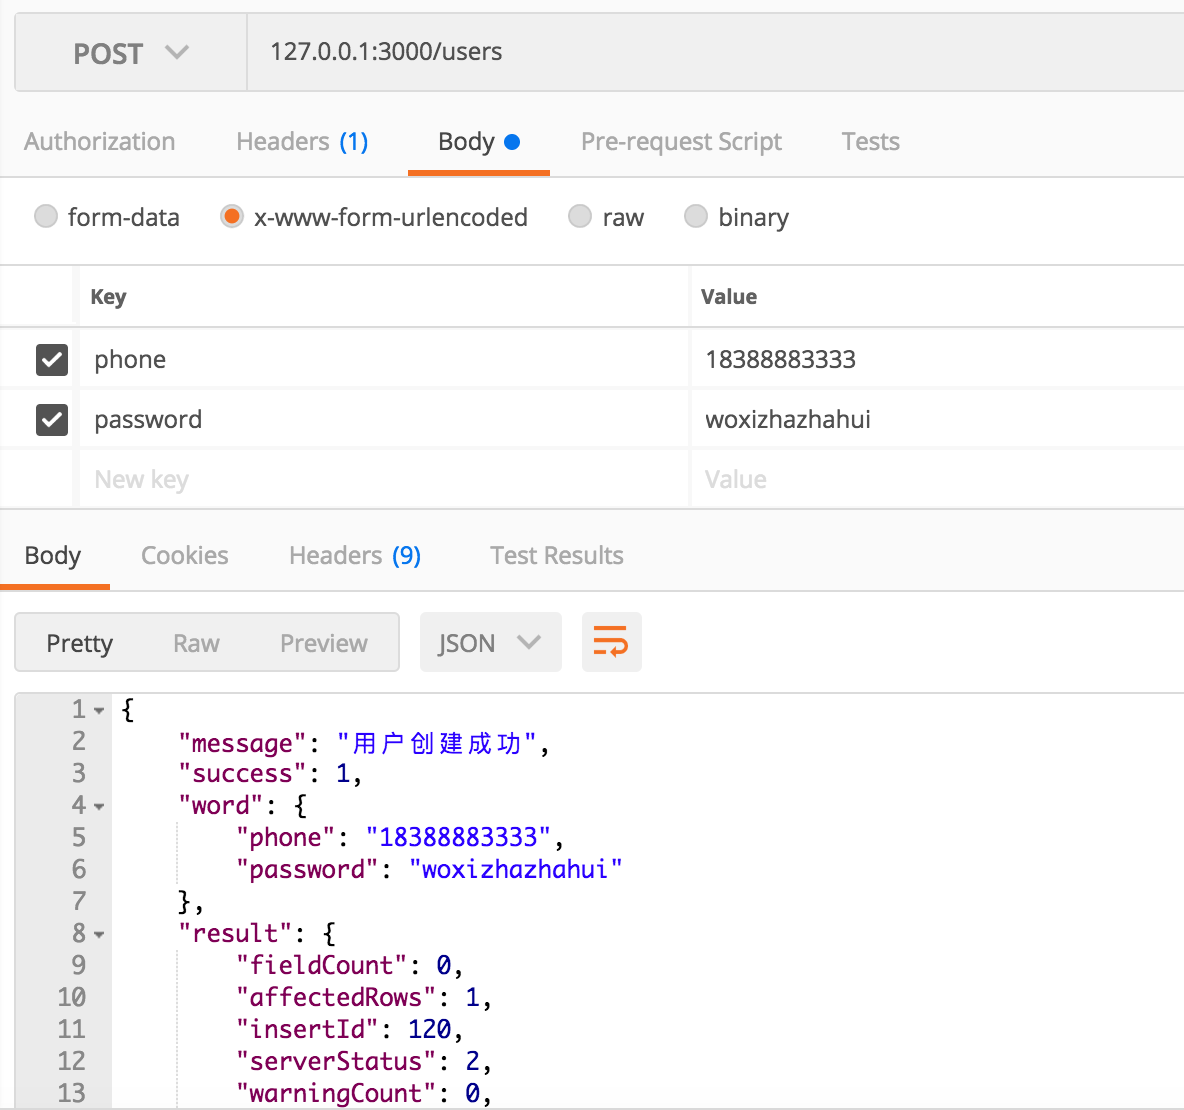 POST 127.0.0.1:3000/users
Authorization Headers (1) Body Pre-request Script Tests
form-data x-www-form-urlencoded raw binary
Key Value
phone 18388883333
password woxizhazhahui
New key Value
Body Cookies Headers (9) Test Results
Pretty Raw Preview JSON
1 {
2 "message": "用户创建成功",
3 "success": 1,
4 "word": {
5 "phone": "18388883333",
6 "password": "woxizhazhahui"
7 },
8 "result": {
9 "fieldCount": 0,
10 "affectedRows": 1,
11 "insertId": 120,
12 "serverStatus": 2,
13 "warningCount": 0,